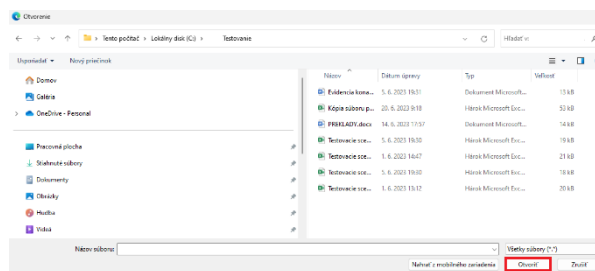 Otvorenie
Tento počítač › Lokálny disk (C:) › Testovanie
Hľadať v:
Usporiadať
Nový priečinok
Názov Dátum úpravy Typ Veľkosť
Domov
Galéria
OneDrive - Personal
Pracovná plocha
Stiahnuté súbory
Dokumenty
Obrázky
Hudba
Videá
Evidencia kona... 5. 6. 2023 19:51 Dokument Microsoft... 15 kB
Kópia súboru p... 20. 6. 2023 9:18 Hárok Microsoft Exc... 53 kB
PREKLADY.docx 14. 6. 2023 17:57 Dokument Microsoft... 14 kB
Testovacie sce... 5. 6. 2023 19:50 Hárok Microsoft Exc... 19 kB
Testovacie sce... 1. 6. 2023 14:47 Hárok Microsoft Exc... 21 kB
Testovacie sce... 5. 6. 2023 19:50 Hárok Microsoft Exc... 18 kB
Testovacie sce... 1. 6. 2023 15:12 Hárok Microsoft Exc... 20 kB
Názov súboru:
Všetky súbory (*.*)
Nahrať z mobilného zariadenia
Otvoriť
Zrušiť